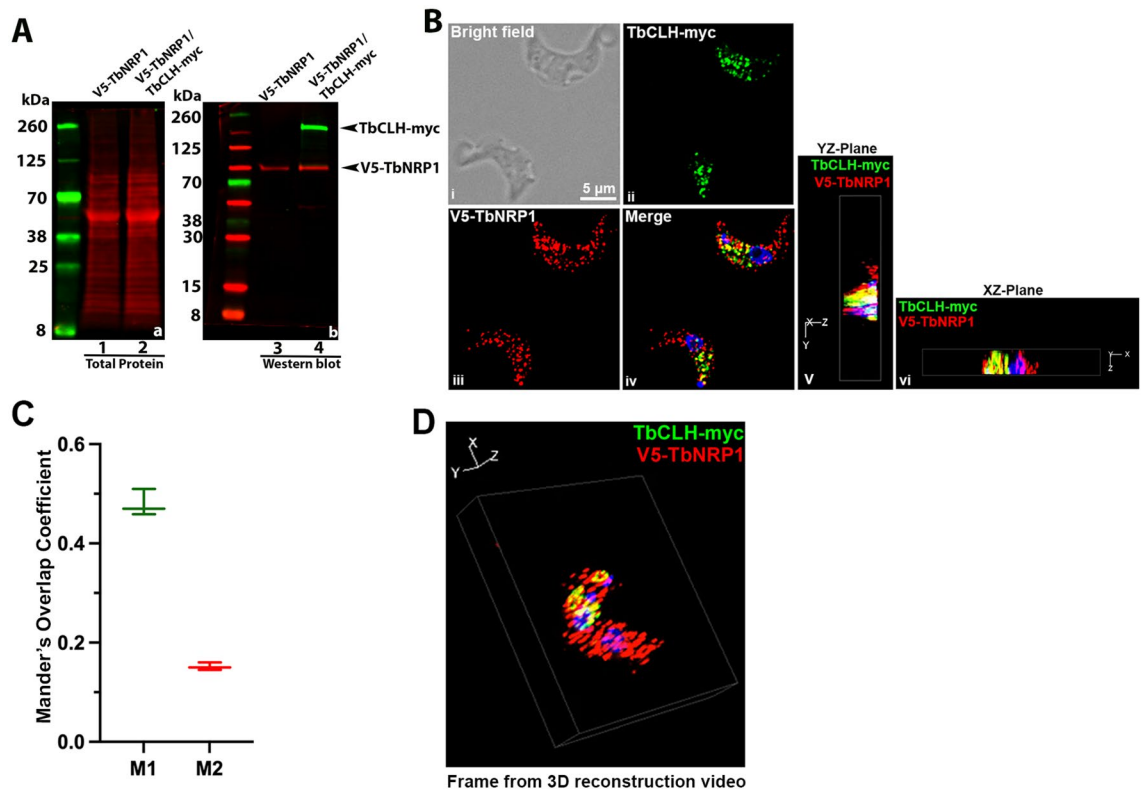 A
V5-TbNRP1
V5-TbNRP1/
TbCLH-myc
kDa
260
125
70
38
25
15
8
a
1 2
Total Protein
V5-TbNRP1
V5-TbNRP1/
TbCLH-myc
kDa
260
125
70
38
30
15
8
TbCLH-myc
V5-TbNRP1
b
3 4
Western blot
B
Bright field
5 µm
i
TbCLH-myc
ii
V5-TbNRP1
iii
Merge
iv
YZ-Plane
TbCLH-myc
V5-TbNRP1
X Z
Y
V
XZ-Plane
TbCLH-myc
V5-TbNRP1
Y X
Z
vi
C
Mander's Overlap Coefficient
0.6
0.4
0.2
0.0
M1 M2
D
TbCLH-myc
V5-TbNRP1
X
Y Z
Frame from 3D reconstruction video